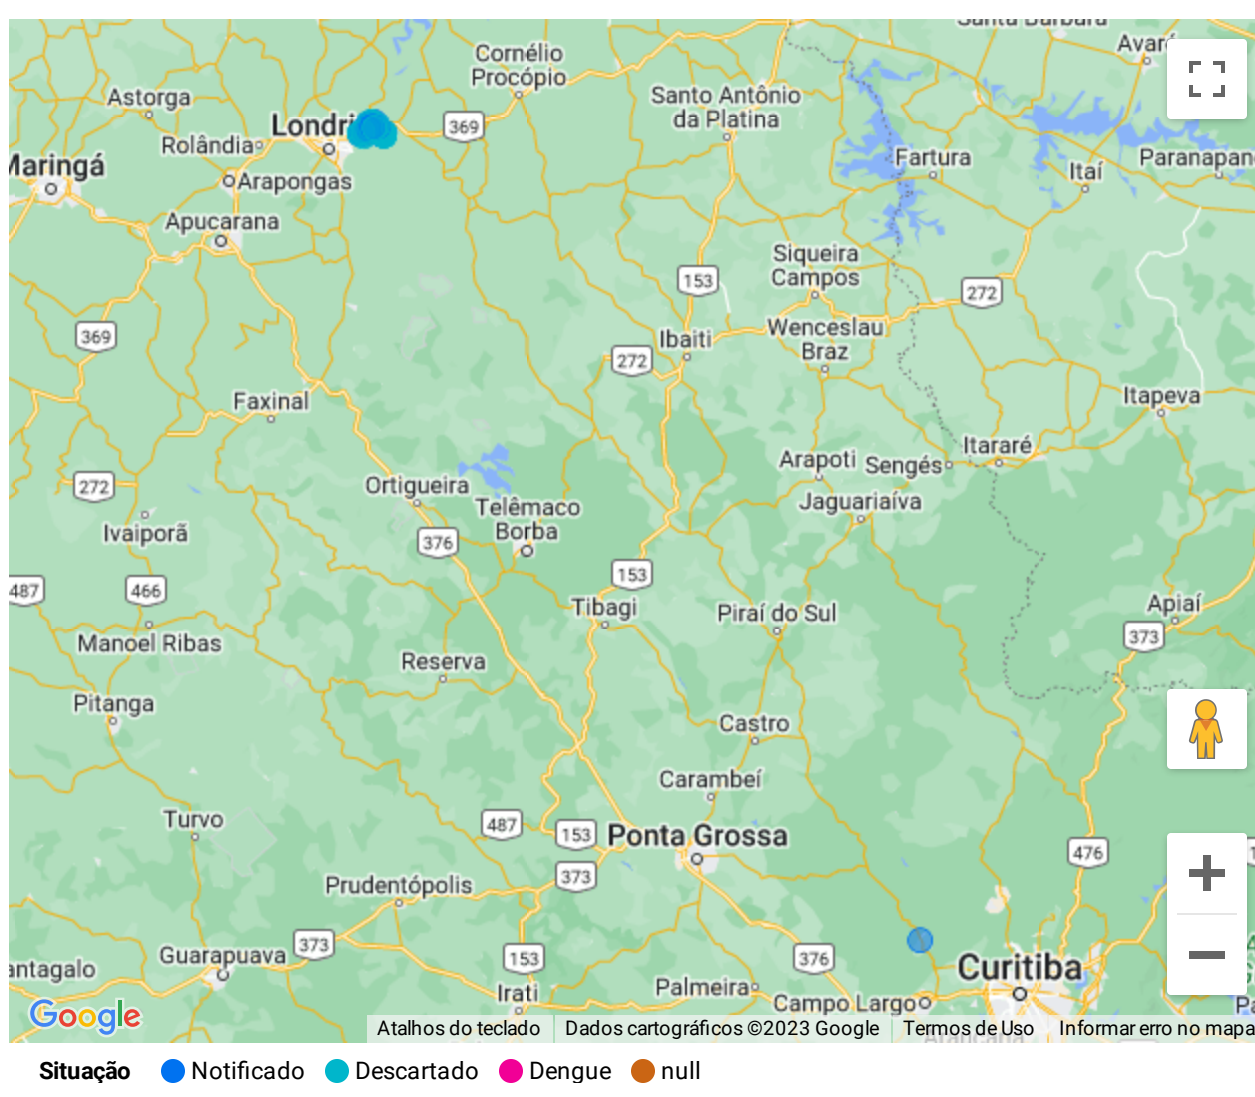 Santa Bárbara
Avaré
Cornélio
Procópio
Astorga
Santo Antônio
da Platina
Londri
369
Rolândia
Fartura
Paranapan
Maringá
Itaí
Arapongas
Apucarana
Siqueira
Campos
153
272
369
Ibaiti
Wenceslau
Braz
272
Faxinal
Itapeva
Itararé
Arapoti
Sengés
272
Ortigueira
Telêmaco
Borba
Jaguariaíva
Ivaiporã
376
153
487
466
Tibagi
Piraí do Sul
Apiaí
373
Manoel Ribas
Reserva
Pitanga
Castro
Carambeí
Turvo
487
153
Ponta Grossa
476
373
Prudentópolis
373
Guarapuava
153
376
antagalo
Curitiba
Irati
Palmeira
Campo Largo
Google
Araucária
Atalhos do teclado
Dados cartográficos ©2023 Google
Termos de Uso
Informar erro no mapa
Situação
Notificado
Descartado
Dengue
null